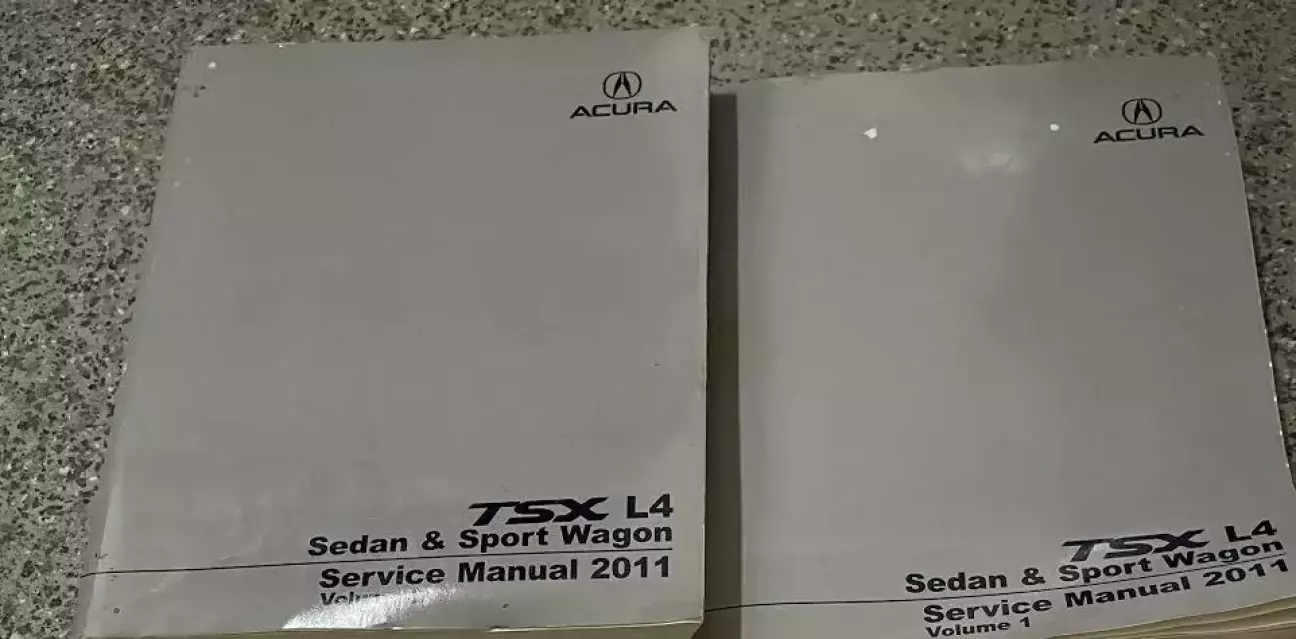 ACURA
TSX L4
Sedan & Sport Wagon
Service Manual 2011
ACURA
TSX L4
Sedan & Sport Wagon
Service Manual 2011
Volume 1